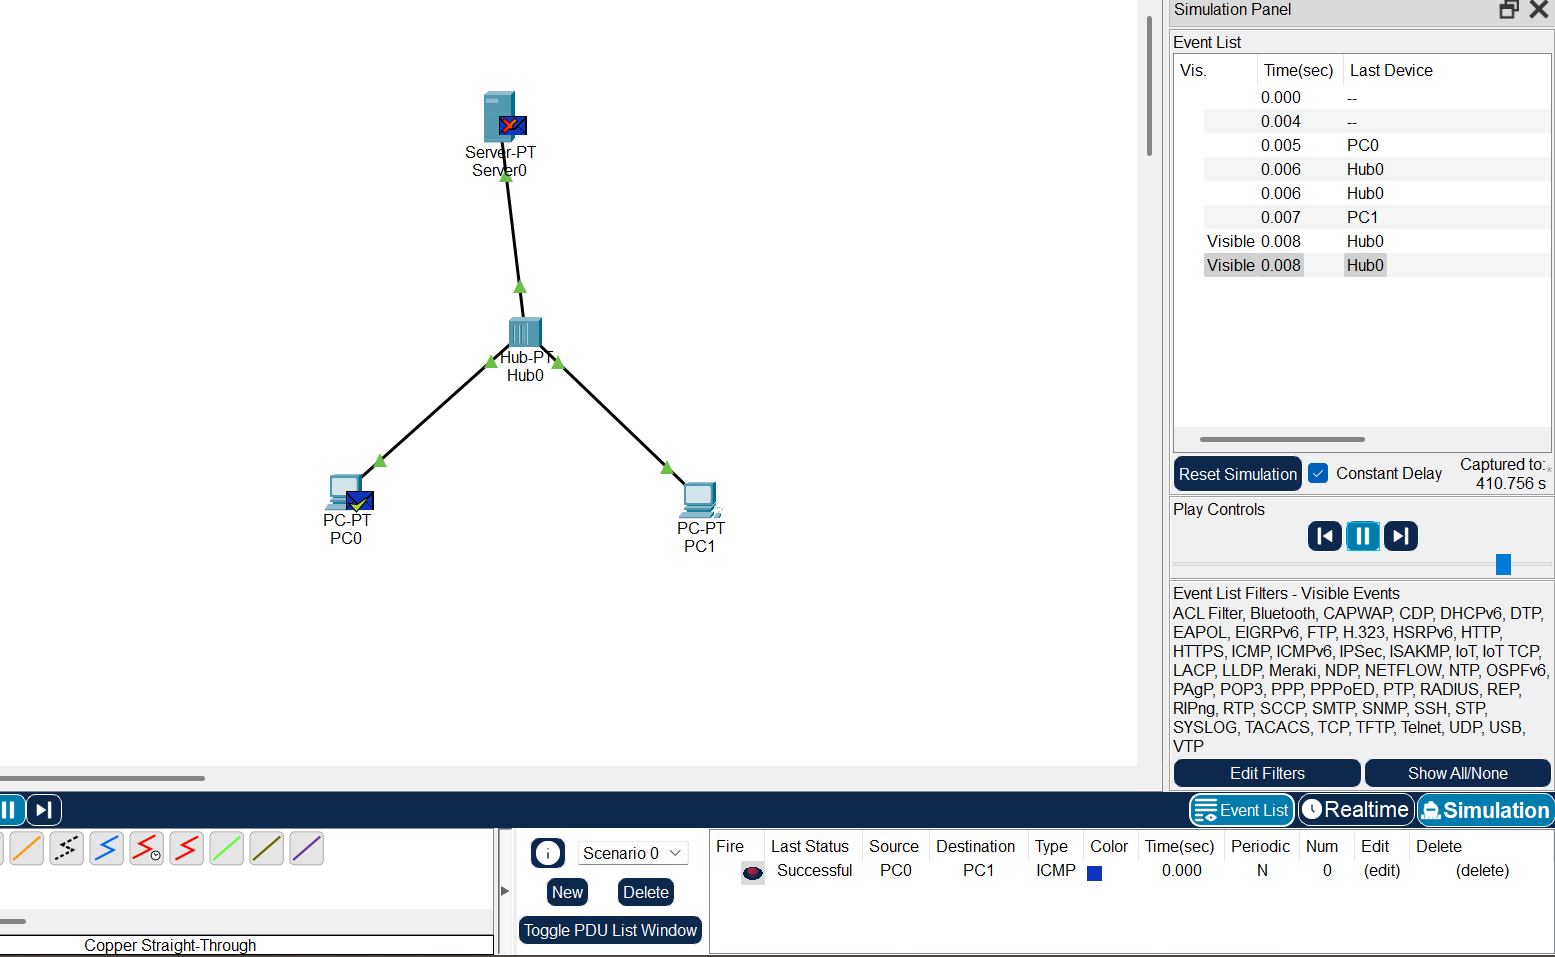 Simulation Panel
Event List
Vis. Time(sec) Last Device
0.000 --
0.004 --
0.005 PC0
0.006 Hub0
0.006 Hub0
0.007 PC1
Visible 0.008 Hub0
Visible 0.008 Hub0
Reset Simulation Constant Delay Captured to:*
410.756 s
Play Controls
Event List Filters - Visible Events
ACL Filter, Bluetooth, CAPWAP, CDP, DHCPv6, DTP,
EAPOL, EIGRPv6, FTP, H.323, HSRPv6, HTTP,
HTTPS, ICMP, ICMPv6, IPSec, ISAKMP, IoT, IoT TCP,
LACP, LLDP, Meraki, NDP, NETFLOW, NTP, OSPFv6,
PAgP, POP3, PPP, PPPoED, PTP, RADIUS, REP,
RIPng, RTP, SCCP, SMTP, SNMP, SSH, STP,
SYSLOG, TACACS, TCP, TFTP, Telnet, UDP, USB,
VTP
Edit Filters Show All/None
Server-PT
Server0
Hub-PT
Hub0
PC-PT
PC0
PC-PT
PC1
Event List Realtime Simulation
Copper Straight-Through
Scenario 0
New Delete
Toggle PDU List Window
Fire Last Status Source Destination Type Color Time(sec) Periodic Num Edit Delete
Successful PC0 PC1 ICMP 0.000 N 0 (edit) (delete)